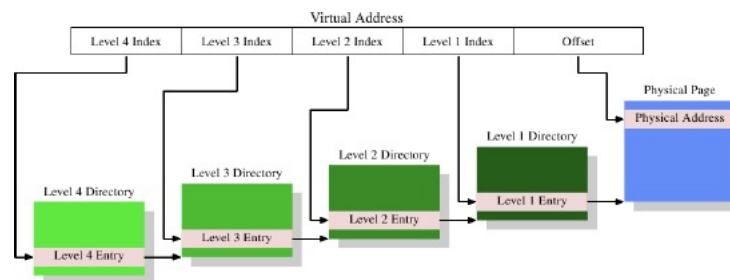 Virtual Address
Level 4 Index Level 3 Index Level 2 Index Level 1 Index Offset
Physical Page
Physical Address
Level 1 Directory
Level 2 Directory
Level 3 Directory
Level 4 Directory
Level 1 Entry
Level 2 Entry
Level 3 Entry
Level 4 Entry